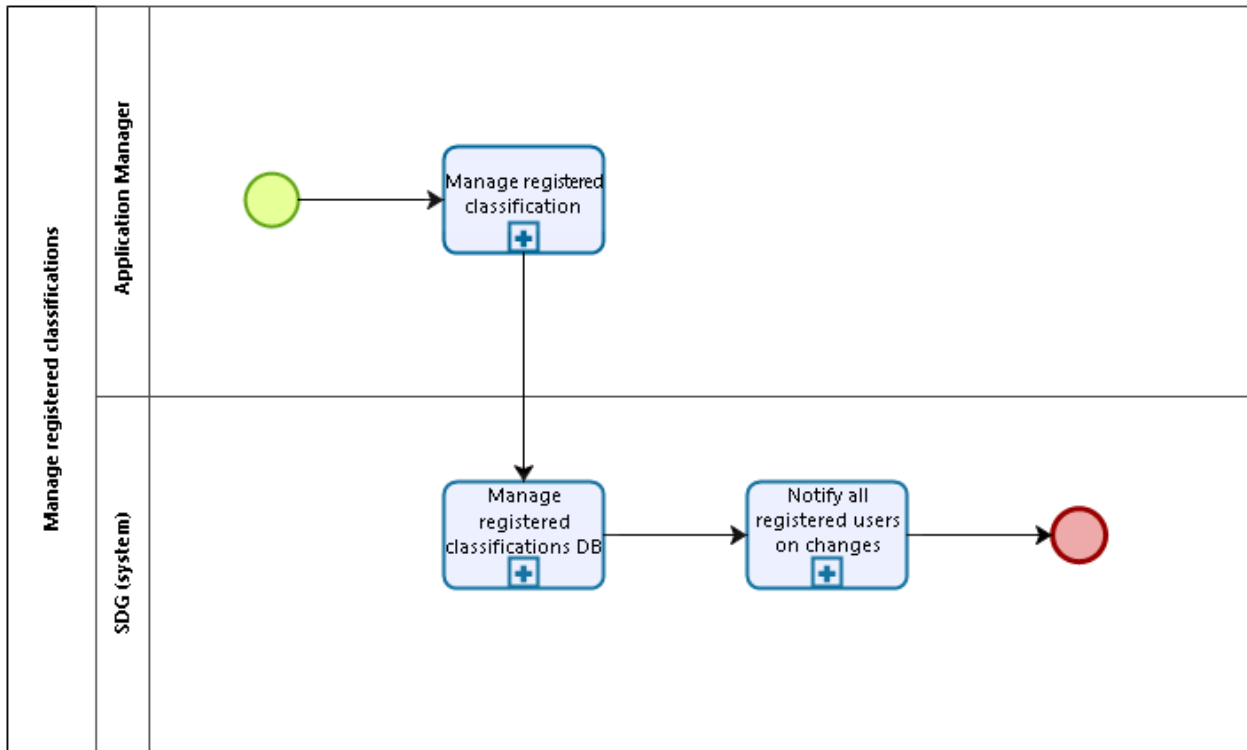 Manage registered classifications
Application Manager
Manage registered
classification
SDG (system)
Manage
registered
classifications DB
Notify all
registered users
on changes